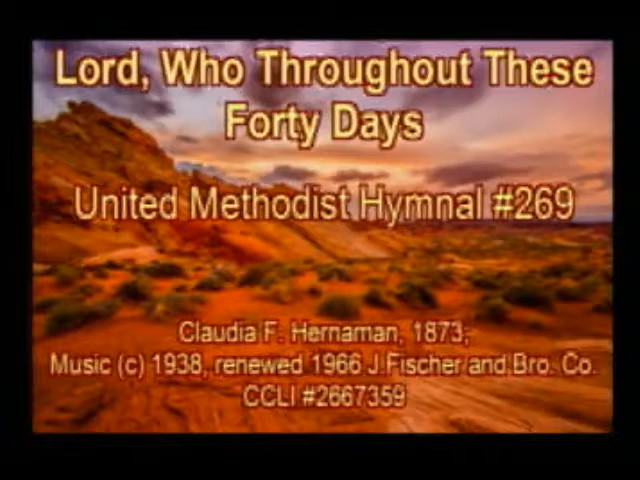 Lord, Who Throughout These
Forty Days
United Methodist Hymnal #269
Claudia F. Hernaman, 1873;
Music (c) 1938, renewed 1966 J.Fischer and Bro. Co.
CCLI #2667359